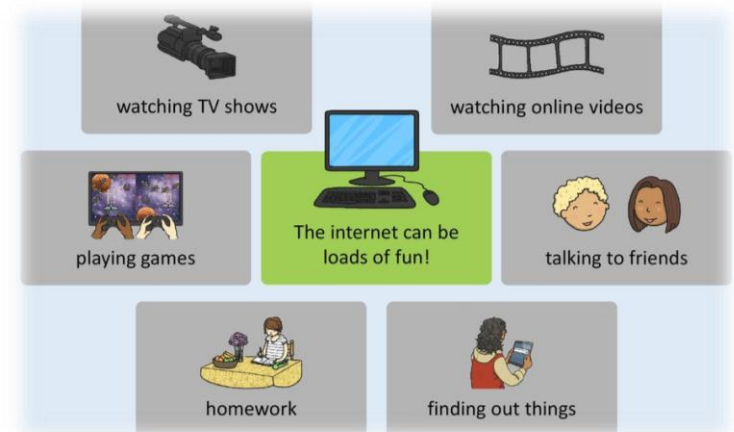 watching TV shows
watching online videos
playing games
The internet can be
loads of fun!
talking to friends
homework
finding out things